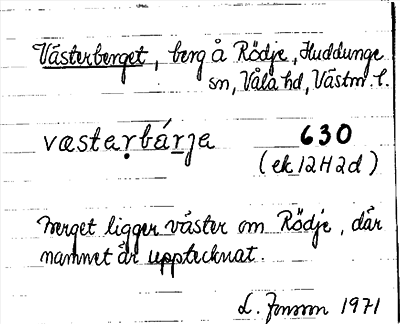 Västerberget, berg å Rödje, Huddunge
sn, Våla hd, Västm. l.
væstaṛbárja 630
(ek 12H2d)
Berget ligger väster om Rödje, där
namnet är upptecknat.
L. Jonsson 1971